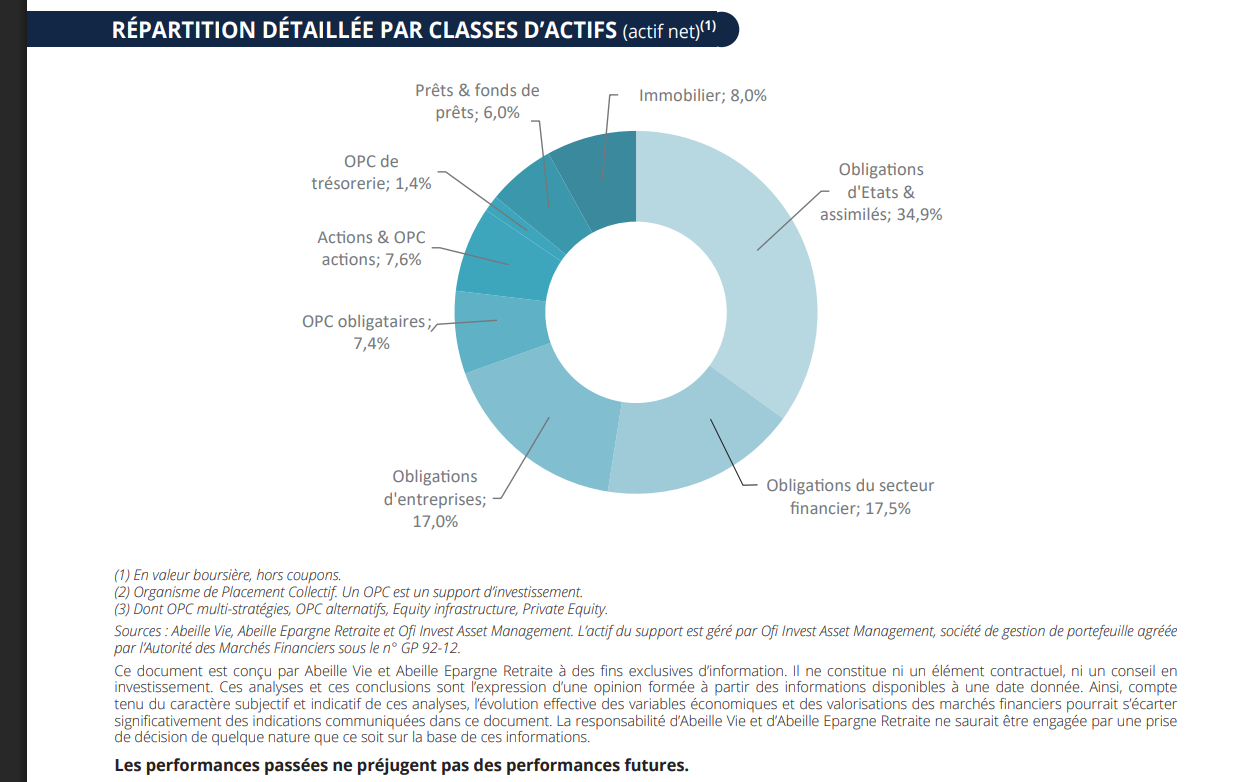 RÉPARTITION DÉTAILLÉE PAR CLASSES D’ACTIFS (actif net)(1)
Prêts & fonds de
prêts; 6,0%
Immobilier; 8,0%
OPC de
trésorerie; 1,4%
Obligations
d'Etats &
assimilés; 34,9%
Actions & OPC
actions; 7,6%
OPC obligataires;
7,4%
Obligations
d'entreprises;
17,0%
Obligations du secteur
financier; 17,5%
(1) En valeur boursière, hors coupons.
(2) Organisme de Placement Collectif. Un OPC est un support d’investissement.
(3) Dont OPC multi-stratégies, OPC alternatifs, Equity infrastructure, Private Equity.
Sources : Abeille Vie, Abeille Epargne Retraite et Ofi Invest Asset Management. L’actif du support est géré par Ofi Invest Asset Management, société de gestion de portefeuille agréée
par l’Autorité des Marchés Financiers sous le n° GP 92-12.
Ce document est conçu par Abeille Vie et Abeille Epargne Retraite à des fins exclusives d’information. Il ne constitue ni un élément contractuel, ni un conseil en
investissement. Ces analyses et ces conclusions sont l’expression d’une opinion formée à partir des informations disponibles à une date donnée. Ainsi, compte
tenu du caractère subjectif et indicatif de ces analyses, l’évolution effective des variables économiques et des valorisations des marchés financiers pourrait s’écarter
significativement des indications communiquées dans ce document. La responsabilité d’Abeille Vie et d’Abeille Epargne Retraite ne saurait être engagée par une prise
de décision de quelque nature que ce soit sur la base de ces informations.
Les performances passées ne préjugent pas des performances futures.